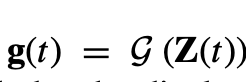 𝐠(t) = 𝒢 (𝐙(t))